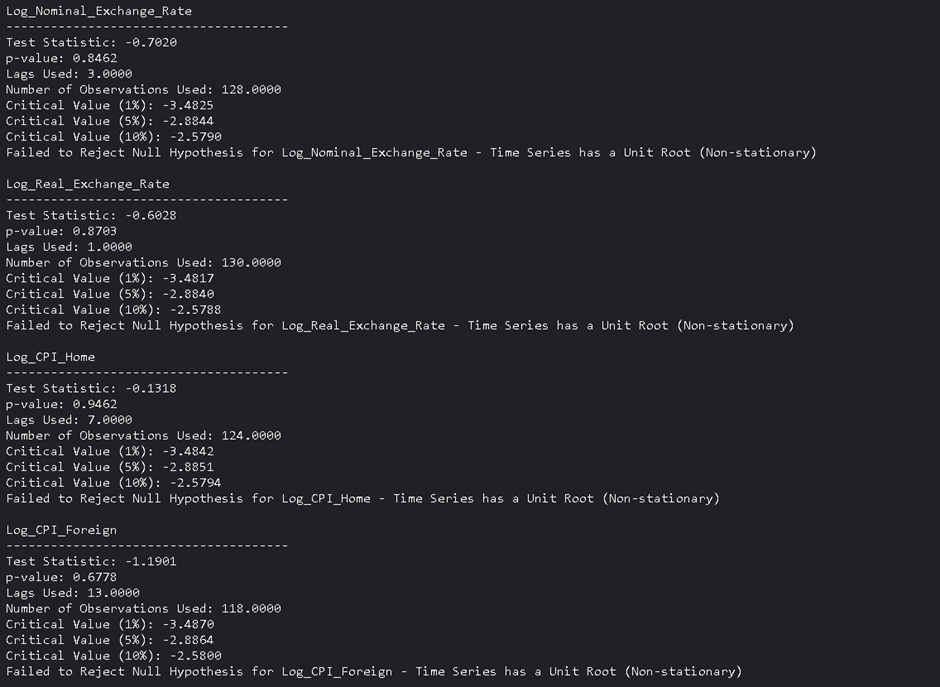 Log_Nominal_Exchange_Rate
--------------------------------------
Test Statistic: -0.7020
p-value: 0.8462
Lags Used: 3.0000
Number of Observations Used: 128.0000
Critical Value (1%): -3.4825
Critical Value (5%): -2.8844
Critical Value (10%): -2.5790
Failed to Reject Null Hypothesis for Log_Nominal_Exchange_Rate - Time Series has a Unit Root (Non-stationary)
Log_Real_Exchange_Rate
--------------------------------------
Test Statistic: -0.6028
p-value: 0.8703
Lags Used: 1.0000
Number of Observations Used: 130.0000
Critical Value (1%): -3.4817
Critical Value (5%): -2.8840
Critical Value (10%): -2.5788
Failed to Reject Null Hypothesis for Log_Real_Exchange_Rate - Time Series has a Unit Root (Non-stationary)
Log_CPI_Home
--------------------------------------
Test Statistic: -0.1318
p-value: 0.9462
Lags Used: 7.0000
Number of Observations Used: 124.0000
Critical Value (1%): -3.4842
Critical Value (5%): -2.8851
Critical Value (10%): -2.5794
Failed to Reject Null Hypothesis for Log_CPI_Home - Time Series has a Unit Root (Non-stationary)
Log_CPI_Foreign
--------------------------------------
Test Statistic: -1.1901
p-value: 0.6778
Lags Used: 13.0000
Number of Observations Used: 118.0000
Critical Value (1%): -3.4870
Critical Value (5%): -2.8864
Critical Value (10%): -2.5800
Failed to Reject Null Hypothesis for Log_CPI_Foreign - Time Series has a Unit Root (Non-stationary)